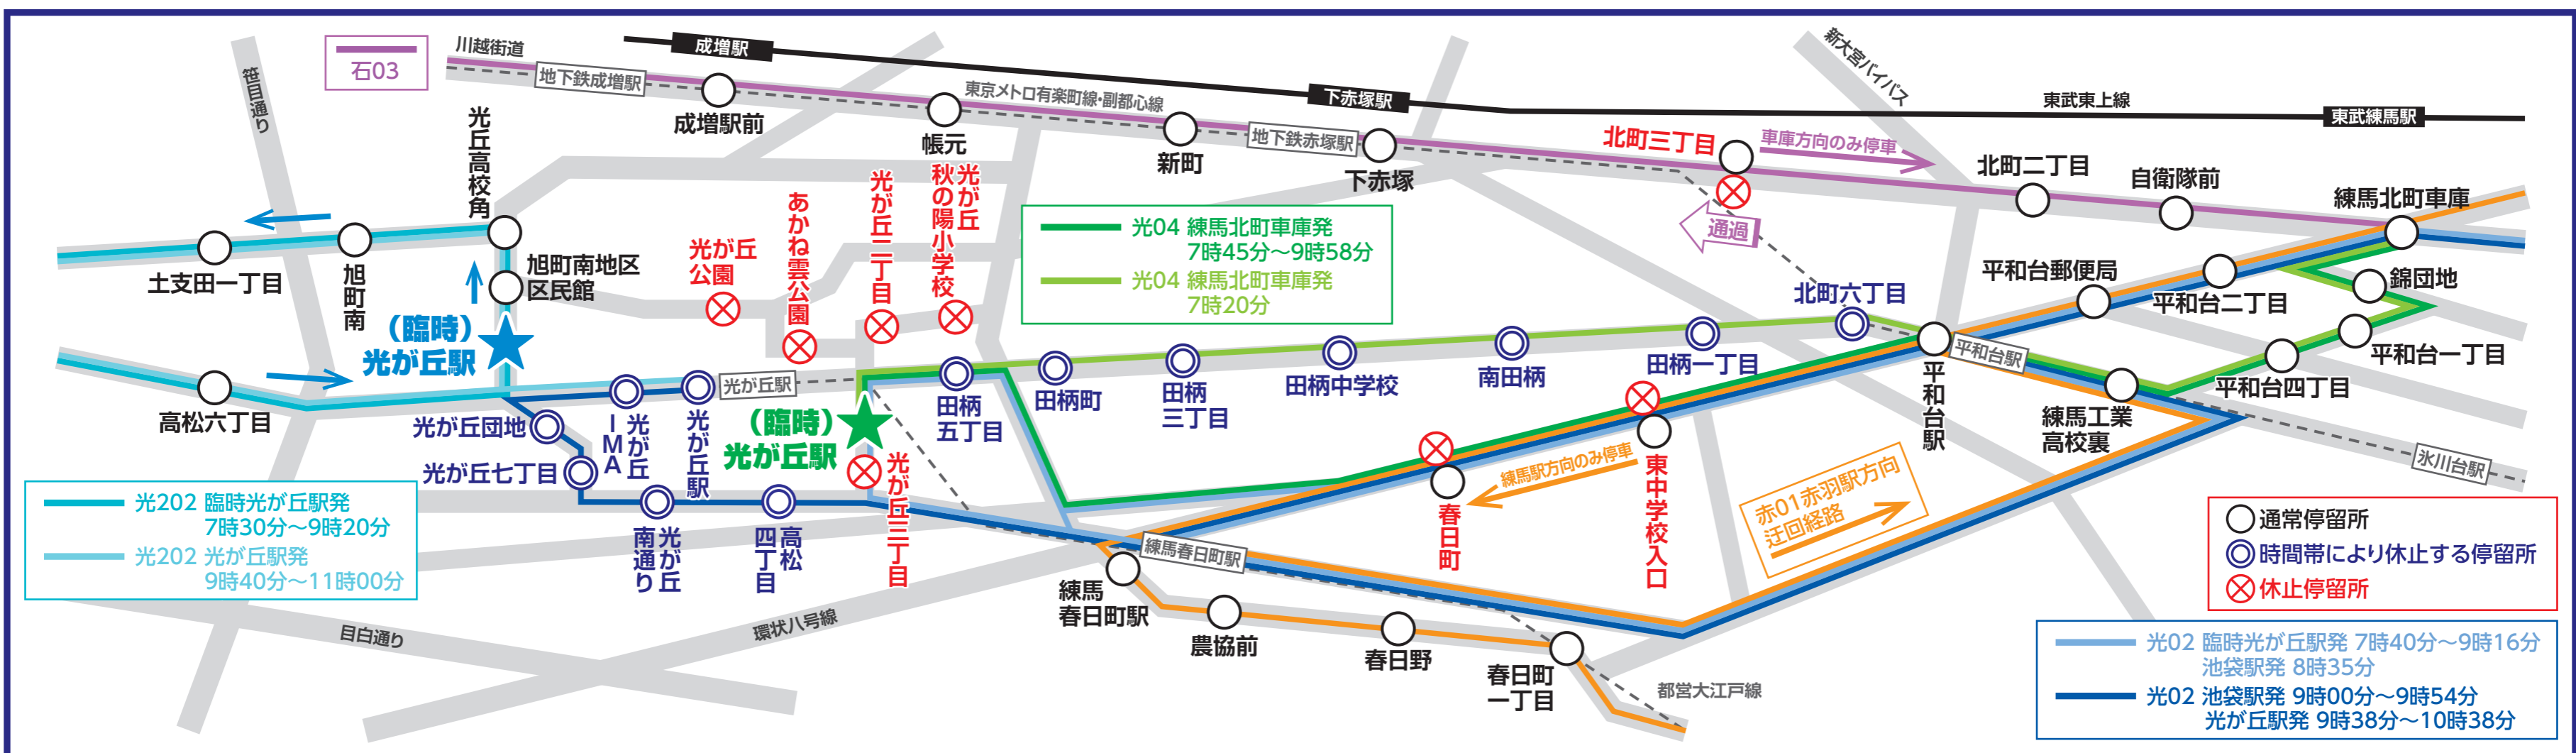 石03
川越街道
成増駅
地下鉄成増駅
成増駅前
帳元
東京メトロ有楽町線・副都心線
新町
下赤塚駅
地下鉄赤塚駅
下赤塚
北町三丁目
車庫方向のみ停車
通過
新大宮バイパス
東武東上線
東武練馬駅
北町二丁目
自衛隊前
練馬北町車庫
笹目通り
光丘高校角
土支田一丁目
旭町南
旭町南地区
区民館
(臨時)
光が丘駅
高松六丁目
光が丘
公園
あかね雲公園
光が丘二丁目
光が丘
秋の陽小学校
光04 練馬北町車庫発
7時45分～9時58分
光04 練馬北町車庫発
7時20分
北町六丁目
平和台郵便局
平和台二丁目
錦団地
平和台一丁目
平和台四丁目
平和台駅
平和台駅
練馬工業
高校裏
氷川台駅
光が丘団地
光が丘七丁目
光が丘
IMA
光が丘駅
光が丘駅
(臨時)
光が丘駅
田柄
五丁目
田柄町
田柄
三丁目
田柄中学校
南田柄
田柄一丁目
光が丘
南通り
高松
四丁目
光が丘三丁目
春日町
練馬駅方向のみ停車
東中学校入口
赤01赤羽駅方向
迂回経路
練馬春日町駅
練馬
春日町駅
農協前
春日野
春日町
一丁目
都営大江戸線
目白通り
環状八号線
光202 臨時光が丘駅発
7時30分～9時20分
光202 光が丘駅発
9時40分～11時00分
通常停留所
時間帯により休止する停留所
休止停留所
光02 臨時光が丘駅発 7時40分～9時16分
池袋駅発 8時35分
光02 池袋駅発 9時00分～9時54分
光が丘駅発 9時38分～10時38分